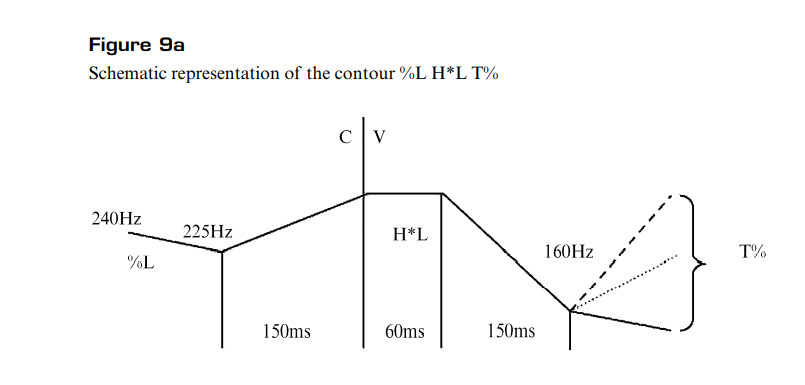 Figure 9a
Schematic representation of the contour %L H*L T%
C V
240Hz
225Hz
%L
H*L
160Hz
T%
150ms
60ms
150ms